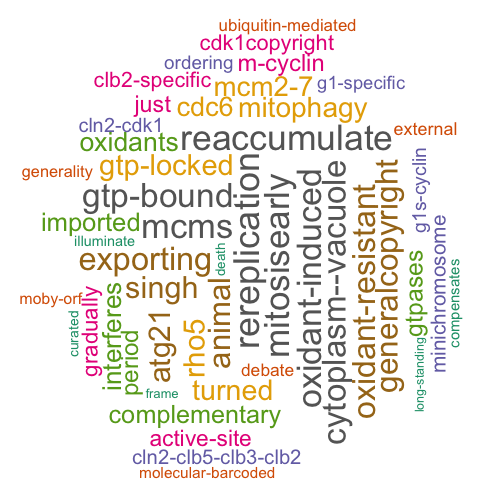 ubiquitin-mediated
cdk1copyright
ordering m-cyclin
clb2-specific mcm2-7 g1-specific
just cdc6 mitophagy
cln2-cdk1
oxidants reaccumulate external
generality gtp-locked
gtp-bound
imported mcms
illuminate
exporting
singh
moby-orf
curated
gradually
interferes
period
atg21
rho5
animal
death
rereplication
mitosisearly
oxidant-induced
cytoplasm--vacuole
oxidant-resistant
generalcopyright
gtpases
g1s-cyclin
minichromosome
compensates
long-standing
debate
frame turned
complementary
active-site
cln2-clb5-clb3-clb2
molecular-barcoded